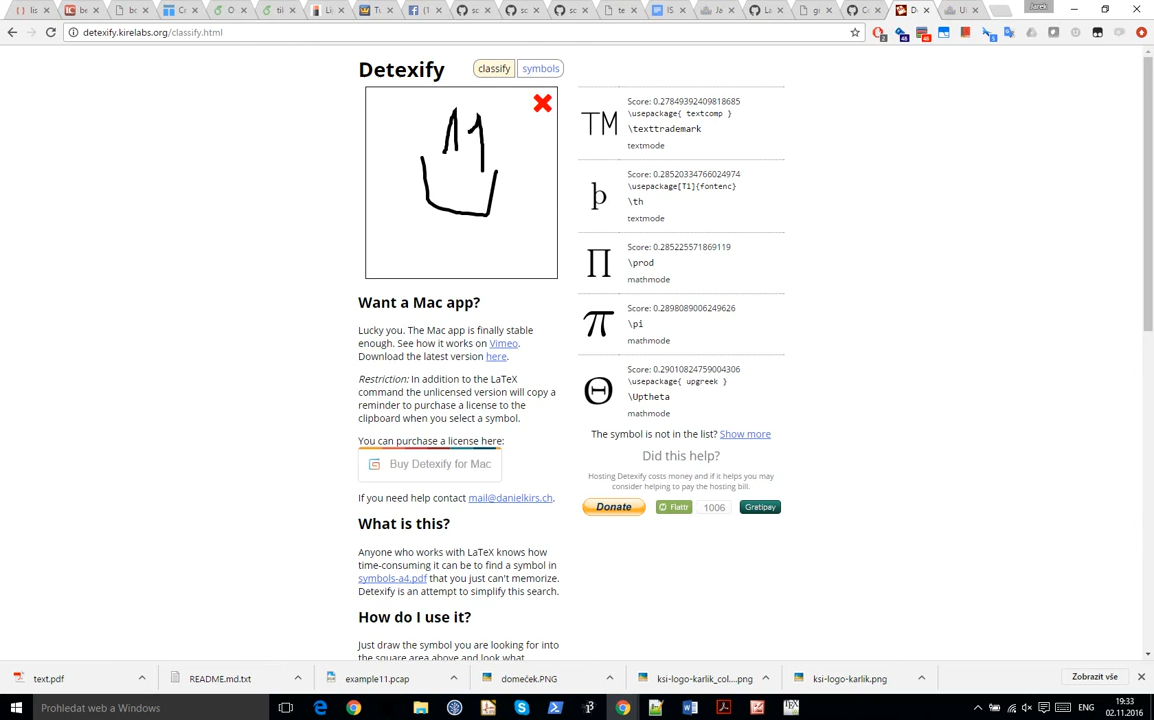 Jarek
detexify.kirelabs.org/classify.html
Detexify
classify
symbols
TM
Score: 0.27849392409818685
\usepackage{ textcomp }
\texttrademark
textmode
þ
Score: 0.28520334766024974
\usepackage[T1]{fontenc}
\th
textmode
∏
Score: 0.285225571869119
\prod
mathmode
π
Score: 0.2898089006249626
\pi
mathmode
Θ
Score: 0.29010824759004306
\usepackage{ upgreek }
\Uptheta
mathmode
The symbol is not in the list? Show more
Did this help?
Hosting Detexify costs money and if it helps you may
consider helping to pay the hosting bill.
Donate
Flattr
1006
Gratipay
Want a Mac app?
Lucky you. The Mac app is finally stable
enough. See how it works on Vimeo.
Download the latest version here.
Restriction: In addition to the LaTeX
command the unlicensed version will copy a
reminder to purchase a license to the
clipboard when you select a symbol.
You can purchase a license here:
Buy Detexify for Mac
If you need help contact mail@danielkirs.ch.
What is this?
Anyone who works with LaTeX knows how
time-consuming it can be to find a symbol in
symbols-a4.pdf that you just can't memorize.
Detexify is an attempt to simplify this search.
How do I use it?
Just draw the symbol you are looking for into
the square area above and look what
text.pdf
README.md.txt
example11.pcap
domeček.PNG
ksi-logo-karlik_col....png
ksi-logo-karlik.png
Zobrazit vše
Prohledat web a Windows
ENG
19:33
02.11.2016